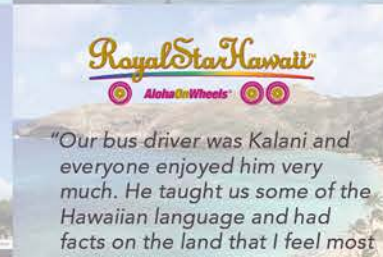 RoyalStarHawaii™
AlohaOnWheels®
"Our bus driver was Kalani and
everyone enjoyed him very
much. He taught us some of the
Hawaiian language and had
facts on the land that I feel most